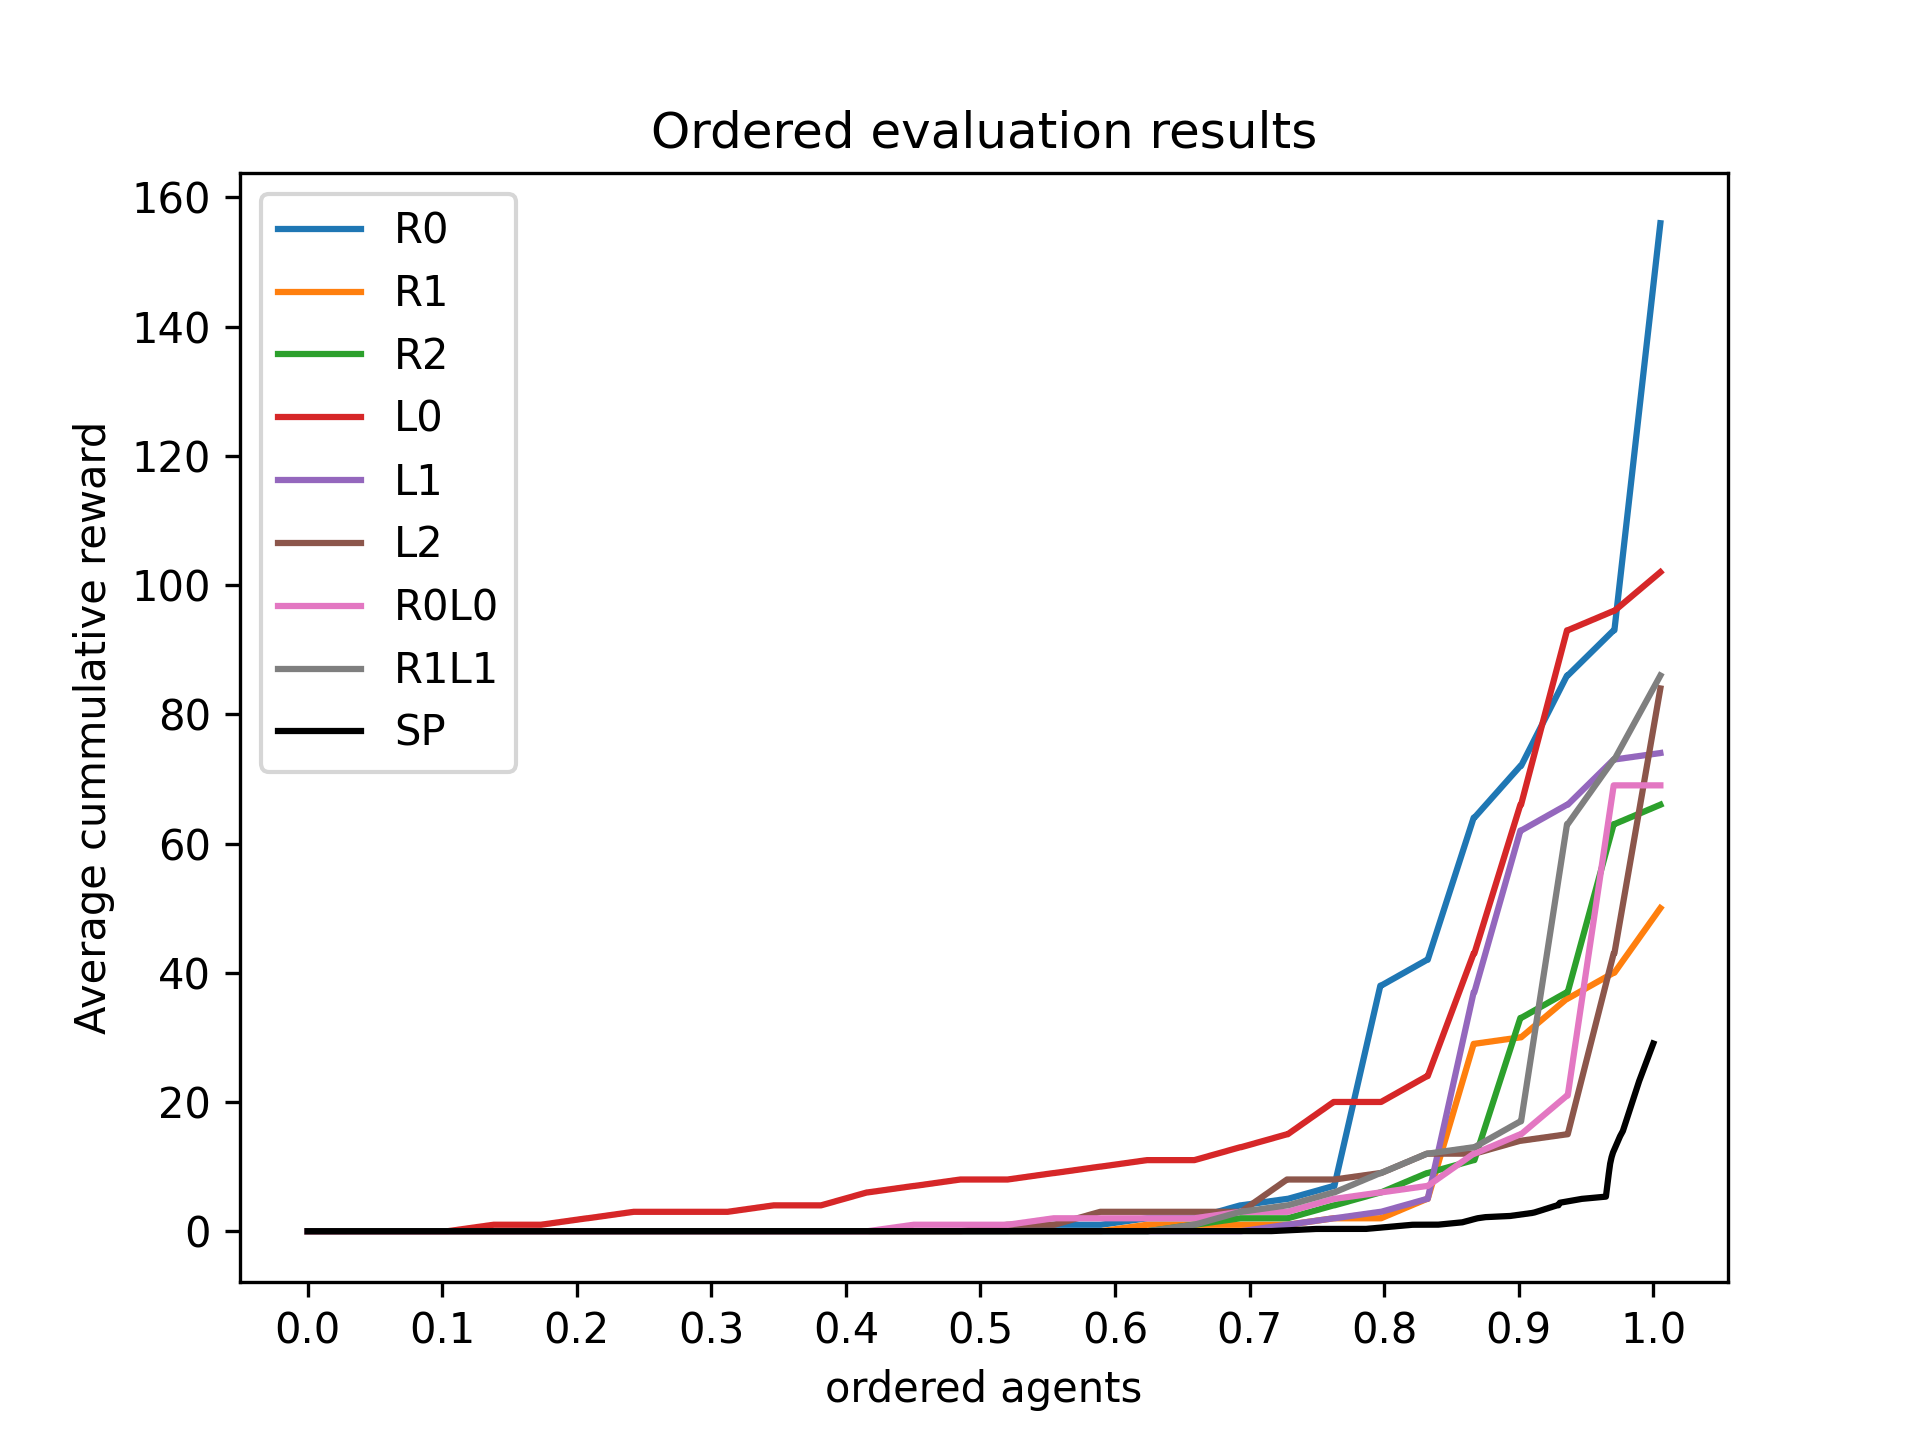 Ordered evaluation results
160
140
120
100
80
60
40
20
0
Average cummulative reward
R0
R1
R2
L0
L1
L2
R0L0
R1L1
SP
0.0 0.1 0.2 0.3 0.4 0.5 0.6 0.7 0.8 0.9 1.0
ordered agents